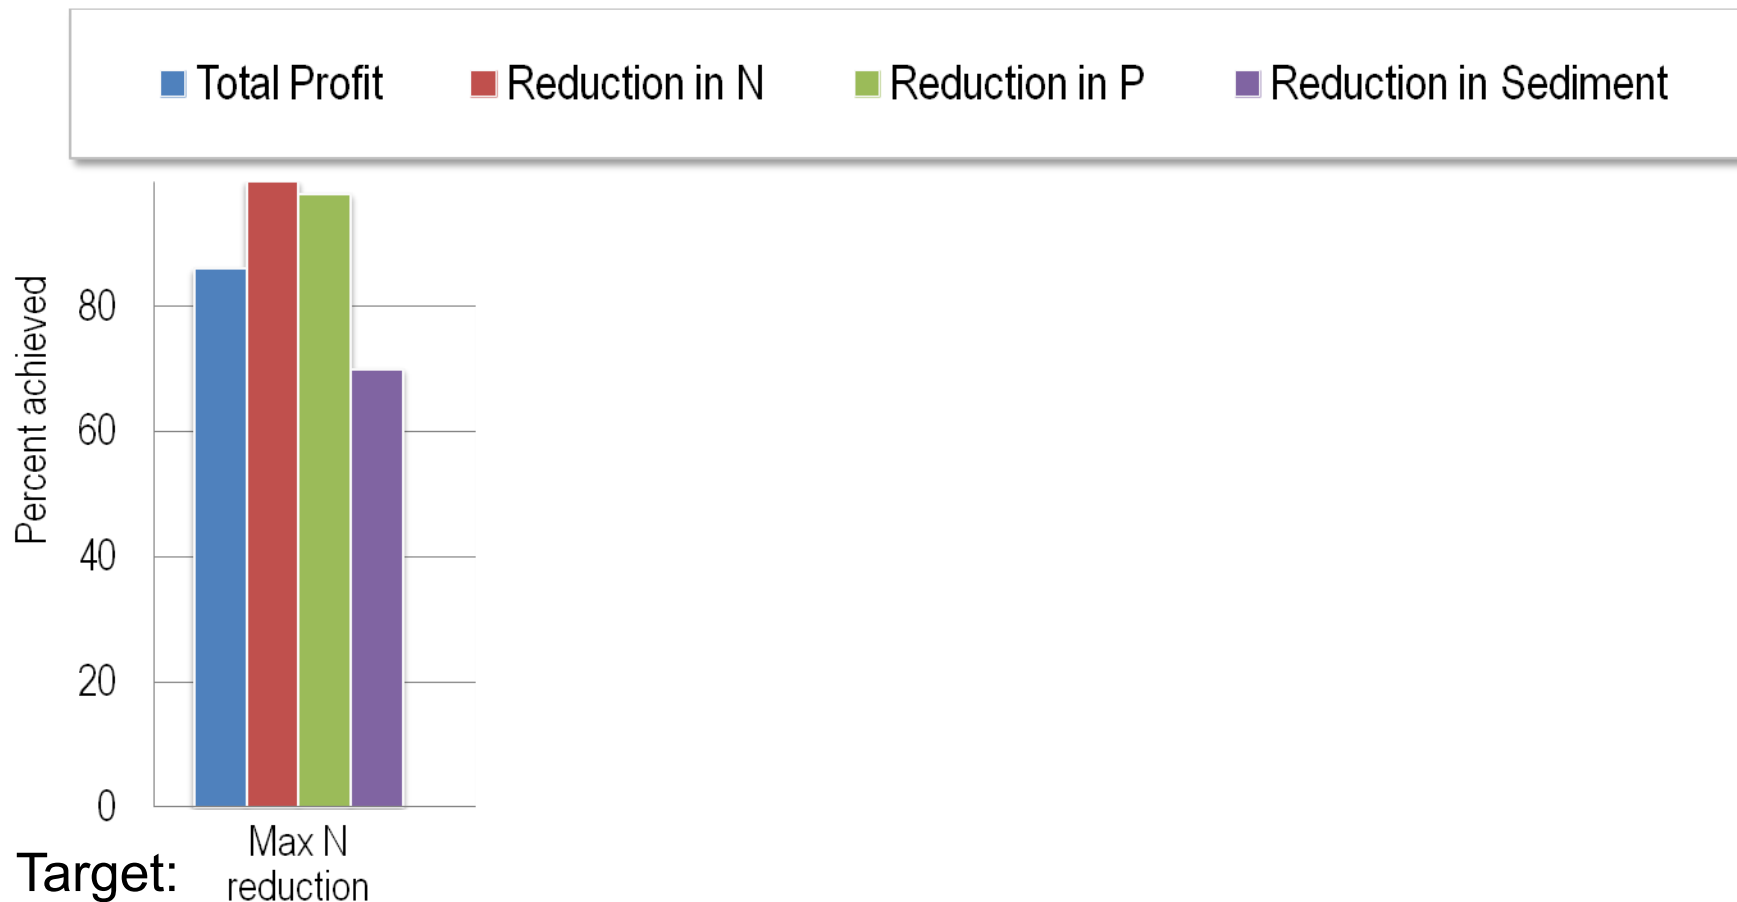 Total Profit Reduction in N Reduction in P Reduction in Sediment
Percent achieved
80
60
40
20
0
Max N
reduction
Target: